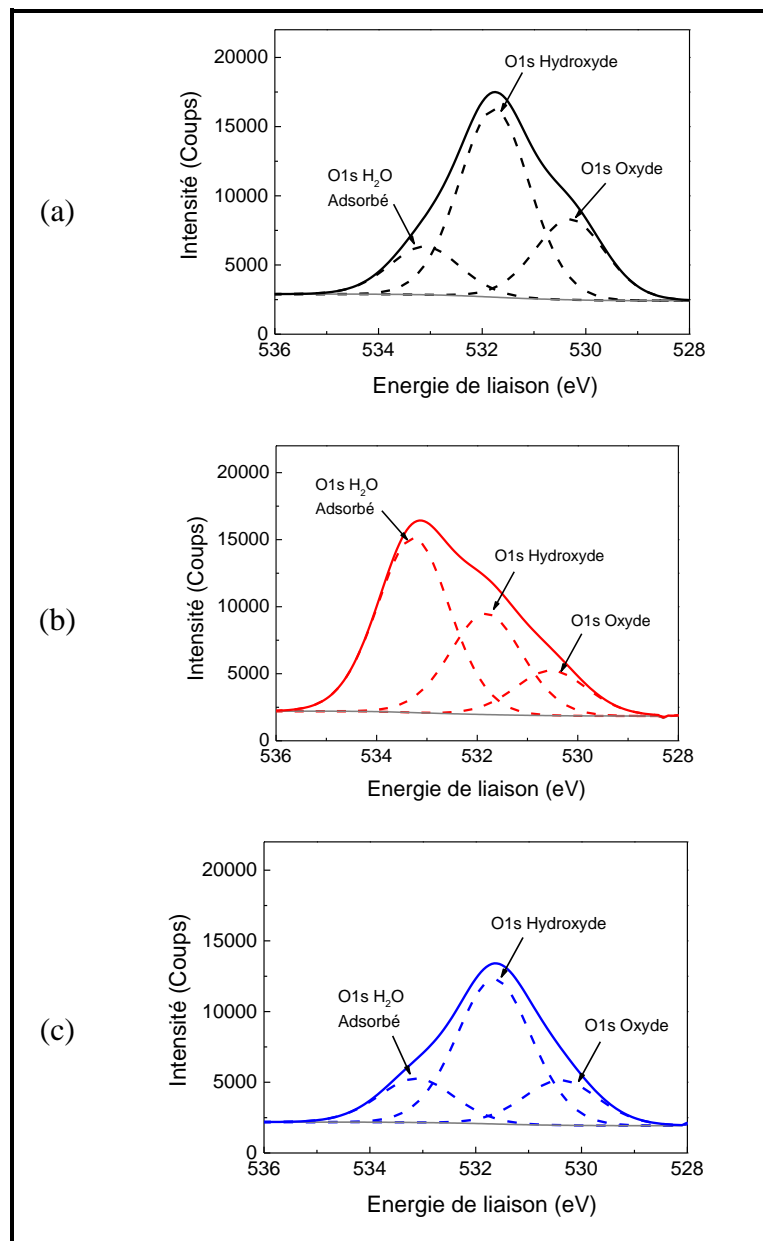 20000
15000
10000
5000
0
Intensité (Coups)
O1s Hydroxyde
O1s H2O
Adsorbé
O1s Oxyde
(a)
536 534 532 530 528
Energie de liaison (eV)
20000
15000
10000
5000
0
Intensité (Coups)
O1s H2O
Adsorbé
O1s Hydroxyde
O1s Oxyde
(b)
536 534 532 530 528
Energie de liaison (eV)
20000
15000
10000
5000
0
Intensité (Coups)
O1s Hydroxyde
O1s H2O
Adsorbé
O1s Oxyde
(c)
536 534 532 530 528
Energie de liaison (eV)